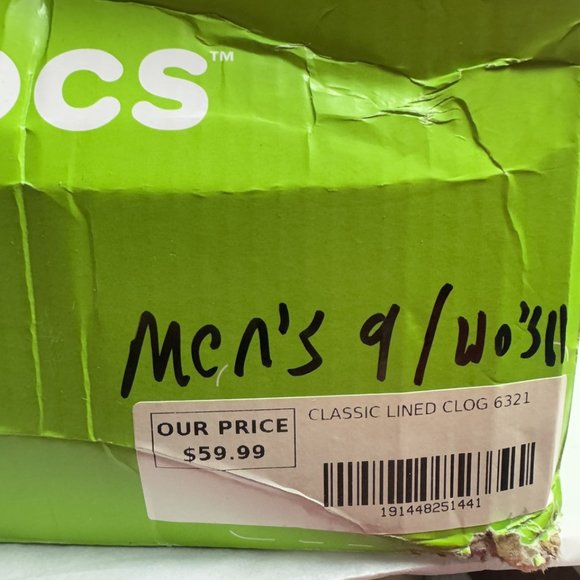 ocs™
Men's 9 / Wo's 11
CLASSIC LINED CLOG 6321
OUR PRICE
$59.99
191448251441